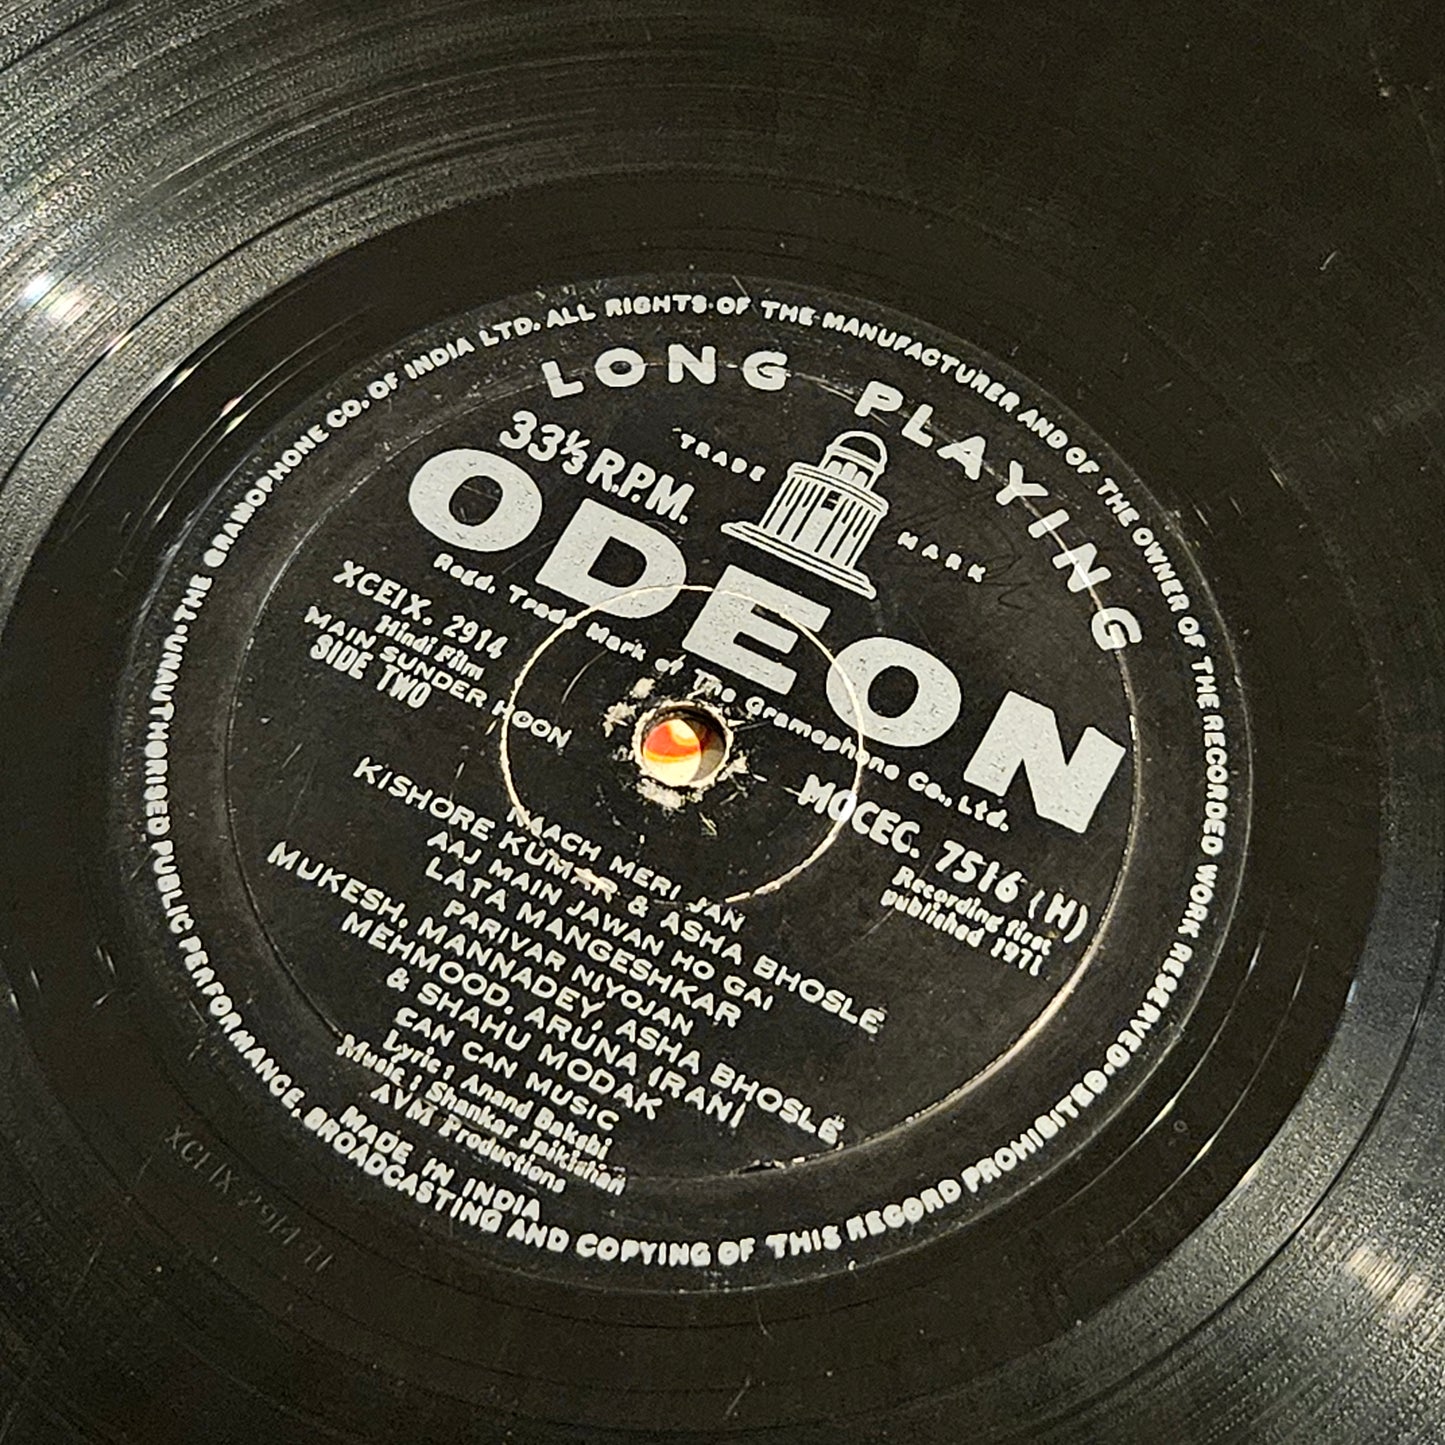 THE GRAMOPHONE CO. OF INDIA LTD. ALL RIGHTS OF THE MANUFACTURER AND OF THE OWNER OF THE RECORDED WORK RESERVED. UNAUTHORISED PUBLIC PERFORMANCE, BROADCASTING AND COPYING OF THIS RECORD PROHIBITED.
LONG PLAYING
33⅓ R.P.M.
TRADE MARK
ODEON
Regd. Trade Mark of The Gramophone Co., Ltd.
XCEIX. 2914
Hindi Film
MAIN SUNDER HOON
SIDE TWO
MOCEC. 7516 (H)
Recording first
published 1971
NAACH MERI JAN
KISHORE KUMAR & ASHA BHOSLÉ
AAJ MAIN JAWAN HO GAI
LATA MANGESHKAR
PARIVAR NIYOJAN
MUKESH, MANNADEY, ASHA BHOSLÉ,
MEHMOOD, ARUNA IRANI
& SHAHU MODAK
CAN CAN MUSIC
Lyric : Anand Bakshi
Music : Shankar Jaikishan
AVM Productions
MADE IN INDIA